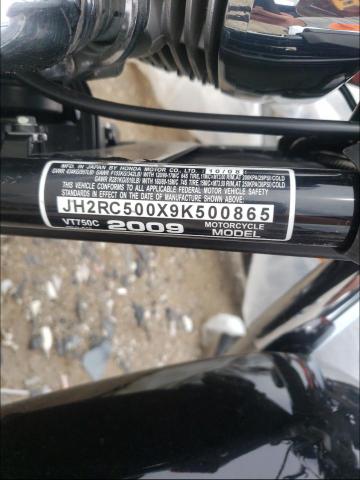 MFD. IN JAPAN BY HONDA MOTOR CO., LTD. 10/08
THIS VEHICLE CONFORMS TO ALL APPLICABLE FEDERAL MOTOR VEHICLE SAFETY
STANDARDS IN EFFECT ON THE DATE OF MANUFACTURE SHOWN ABOVE:
JH2RC500X9K500865
VT750C 2009 MOTORCYCLE
MODEL